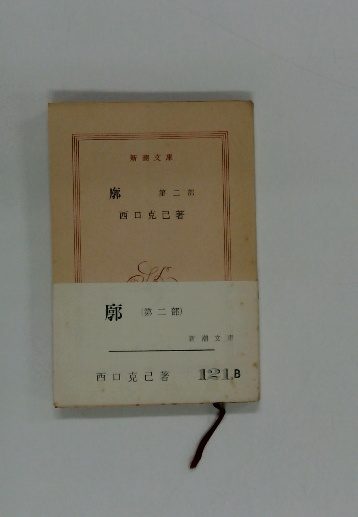 新潮文庫
廓 第二部
西口克己著
廓 (第二部)
新潮文庫
西口克己著 121B